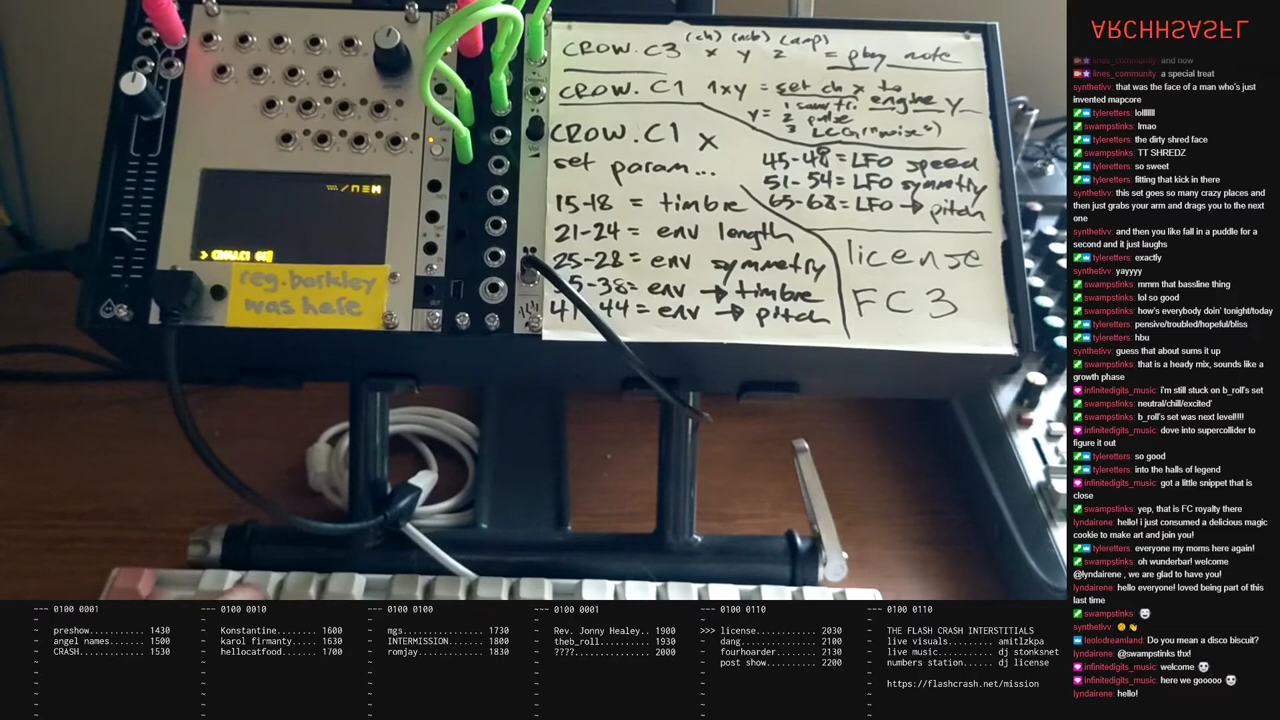 CROW.C3 x y z = play note
(ch) (nch) (amp)
CROW.C1 1xy = set ch x to
engine y
y = 1 saw/tri
2 pulse
3 LCG ("noise")
CROW.C1 x
set param...
15-18 = timbre
21-24 = env length
25-28 = env symmetry
5-38 = env → timbre
41-44 = env → pitch
45-48 = LFO speed
51-54 = LFO symmetry
65-68 = LFO → pitch
license
FC3
reg.barkley
was here
ARCHHSASFL
lines_community: and now
lines_community: a special treat
synthetivv: that was the face of a man who's just
invented mapcore
tyleretters: lolllllll
swampstinks: lmao
tyleretters: the dirty shred face
swampstinks: TT SHREDZ
tyleretters: so sweet
tyleretters: fitting that kick in there
synthetivv: this set goes so many crazy places and
then just grabs your arm and drags you to the next
one
synthetivv: and then you like fall in a puddle for a
second and it just laughs
tyleretters: exactly
synthetivv: yayyyy
swampstinks: mmm that bassline thing
swampstinks: lol so good
swampstinks: how's everybody doin' tonight/today
tyleretters: pensive/troubled/hopeful/bliss
tyleretters: hbu
synthetivv: guess that about sums it up
swampstinks: that is a heady mix, sounds like a
growth phase
infinitedigits_music: i'm still stuck on b_roll's set
swampstinks: neutral/chill/excited'
swampstinks: b_roll's set was next level!!!!
infinitedigits_music: dove into supercollider to
figure it out
tyleretters: so good
tyleretters: into the halls of legend
infinitedigits_music: got a little snippet that is
close
swampstinks: yep, that is FC royalty there
lyndairene: hello! i just consumed a delicious magic
cookie to make art and join you!
tyleretters: everyone my moms here again!
swampstinks: oh wunderbar! welcome
@lyndairene , we are glad to have you!
lyndairene: hello everyone! loved being part of this
last time
swampstinks:
synthetivv:
leolodreamland: Do you mean a disco biscuit?
lyndairene: @swampstinks thx!
infinitedigits_music: welcome
infinitedigits_music: here we gooooo
lyndairene: hello!
~~~ 0100 0001
preshow.......... 1430
angel names...... 1500
CRASH............ 1530
~~~ 0100 0010
Konstantine...... 1600
karol firmanty... 1630
hellocatfood..... 1700
~~~ 0100 0100
mgs.............. 1730
INTERMISSION..... 1800
romjay........... 1830
~~~ 0100 0001
Rev. Jonny Healey.. 1900
theb_roll........ 1930
????............. 2000
~~~ 0100 0110
>>> license.......... 2030
dang............. 2100
fourhoarder...... 2130
post show........ 2200
~~~ 0100 0110
THE FLASH CRASH INTERSTITIALS
live visuals..... amitlzkpa
live music.... dj stonksnet
numbers station..... dj license
https://flashcrash.net/mission